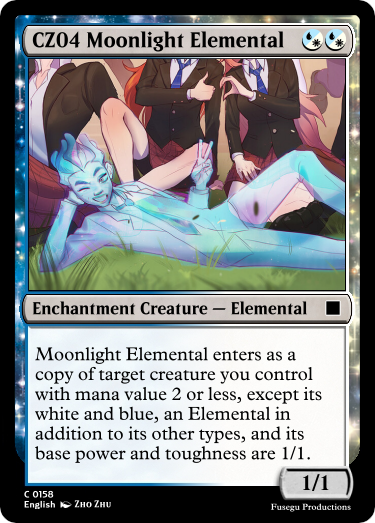 CZ04 Moonlight Elemental
Enchantment Creature — Elemental
Moonlight Elemental enters as a
copy of target creature you control
with mana value 2 or less, except its
white and blue, an Elemental in
addition to its other types, and its
base power and toughness are 1/1.
1/1
C 0158
English Zho Zhu
Fusegu Productions